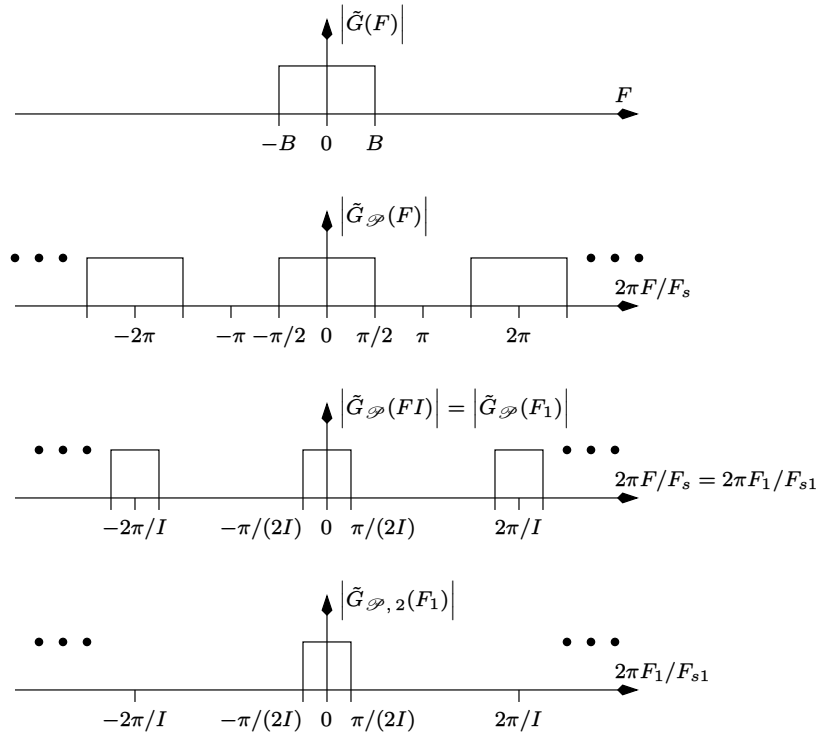 |G̃(F)|
F
−B 0 B
|G̃𝒫(F)|
2πF/Fs
−2π −π −π/2 0 π/2 π 2π
|G̃𝒫(FI)| = |G̃𝒫(F1)|
2πF/Fs = 2πF1/Fs1
−2π/I −π/(2I) 0 π/(2I) 2π/I
|G̃𝒫, 2(F1)|
2πF1/Fs1
−2π/I −π/(2I) 0 π/(2I) 2π/I